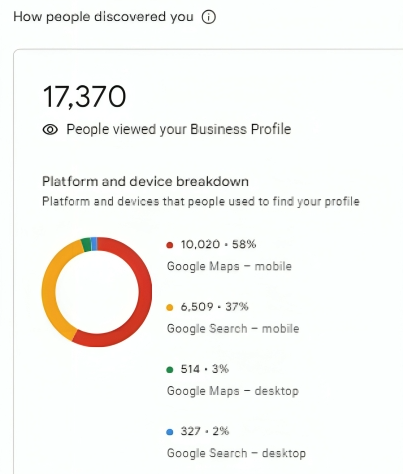 How people discovered you
17,370
People viewed your Business Profile
Platform and device breakdown
Platform and devices that people used to find your profile
10,020 • 58%
Google Maps – mobile
6,509 • 37%
Google Search – mobile
514 • 3%
Google Maps – desktop
327 • 2%
Google Search – desktop